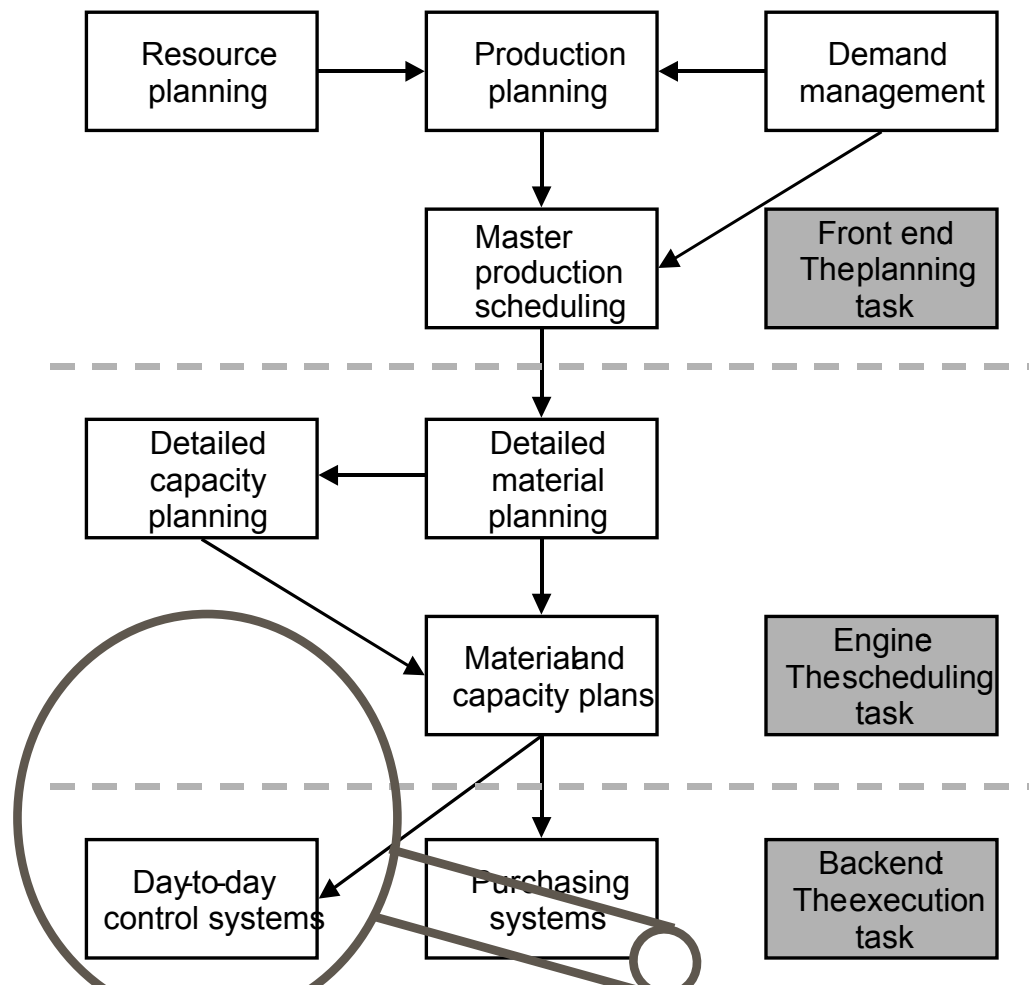 Resource
planning
Production
planning
Demand
management
Master
production
scheduling
Front end
Theplanning
task
Detailed
capacity
planning
Detailed
material
planning
Materialand
capacity plans
Engine
Thescheduling
task
Day-to-day
control systems
Purchasing
systems
Backend
Theexecution
task